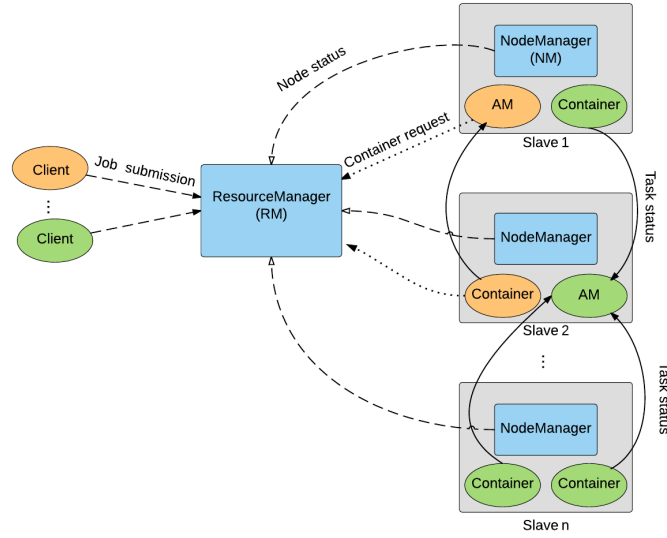 NodeManager
(NM)
Node status
AM
Container
Container request
Slave 1
Client
Job submission
ResourceManager
(RM)
Task status
Client
NodeManager
Container
AM
Slave 2
Task status
NodeManager
Container
Container
Slave n